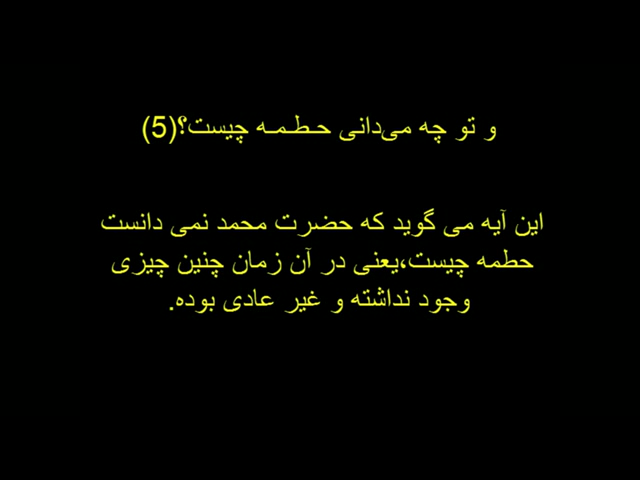 و تو چه می‌دانی حـطـمـه چیست؟(5)
این آیه می گوید که حضرت محمد نمی دانست
حطمه چیست،یعنی در آن زمان چنین چیزی
وجود نداشته و غیر عادی بوده.